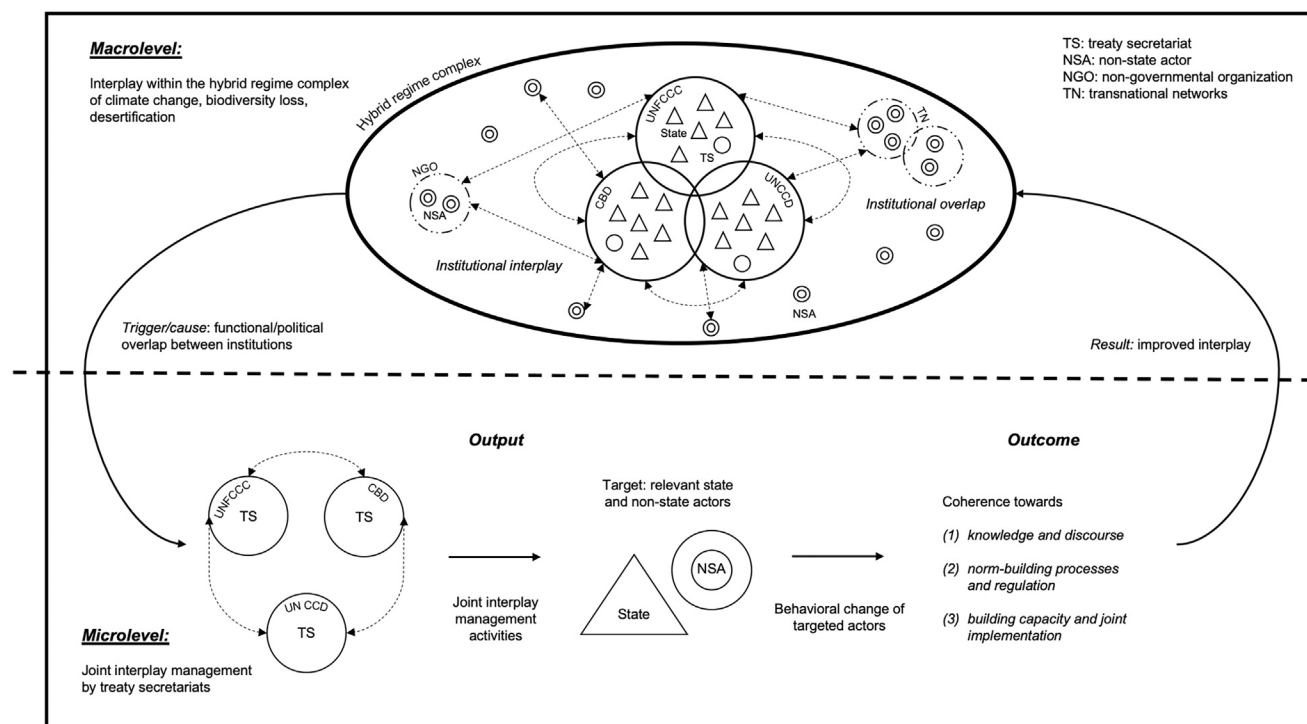 Macrolevel:
Interplay within the hybrid regime complex
of climate change, biodiversity loss,
desertification
TS: treaty secretariat
NSA: non-state actor
NGO: non-governmental organization
TN: transnational networks
Hybrid regime complex
UNFCCC
State
TS
TN
NGO
NSA
CBD
UNCCD
Institutional overlap
Institutional interplay
NSA
Trigger/cause: functional/political
overlap between institutions
Result: improved interplay
Output
Outcome
UNFCCC
TS
CBD
TS
UN CCD
TS
Target: relevant state
and non-state actors
NSA
State
Coherence towards
(1) knowledge and discourse
(2) norm-building processes
and regulation
(3) building capacity and joint
implementation
Joint interplay
management
activities
Behavioral change of
targeted actors
Microlevel:
Joint interplay management
by treaty secretariats